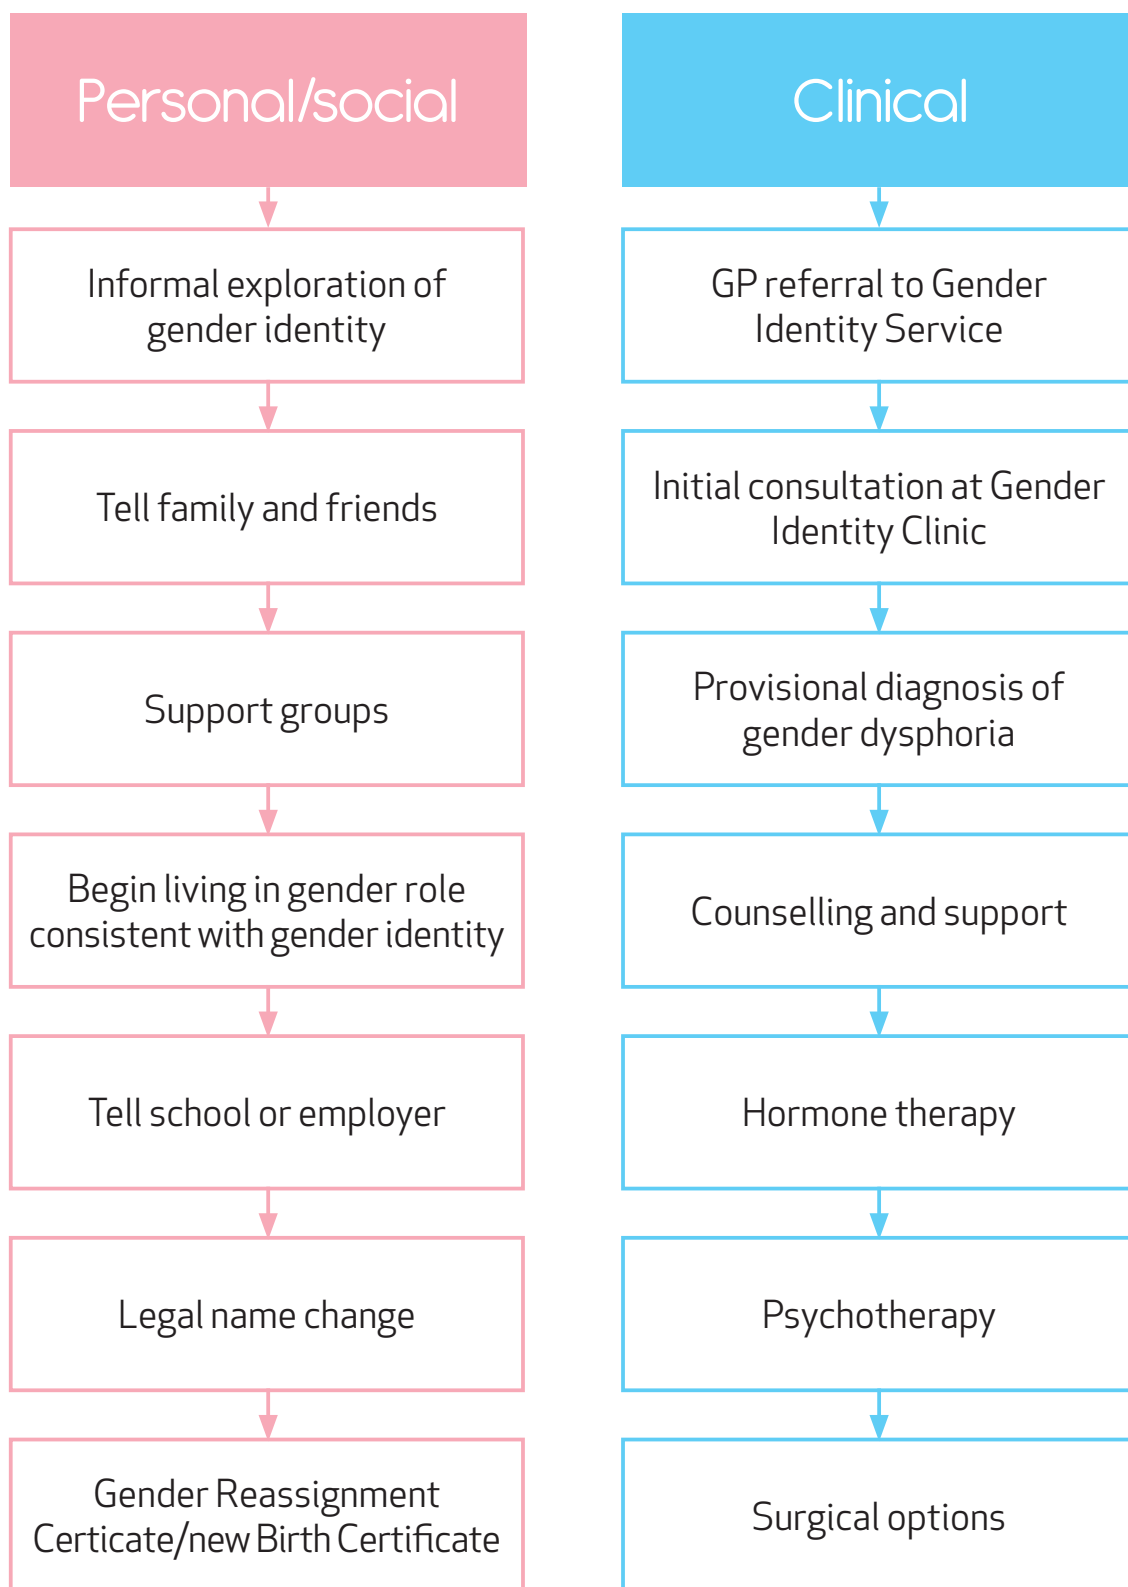 Personal/social
Informal exploration of
gender identity
Tell family and friends
Support groups
Begin living in gender role
consistent with gender identity
Tell school or employer
Legal name change
Gender Reassignment
Certicate/new Birth Certificate
Clinical
GP referral to Gender
Identity Service
Initial consultation at Gender
Identity Clinic
Provisional diagnosis of
gender dysphoria
Counselling and support
Hormone therapy
Psychotherapy
Surgical options